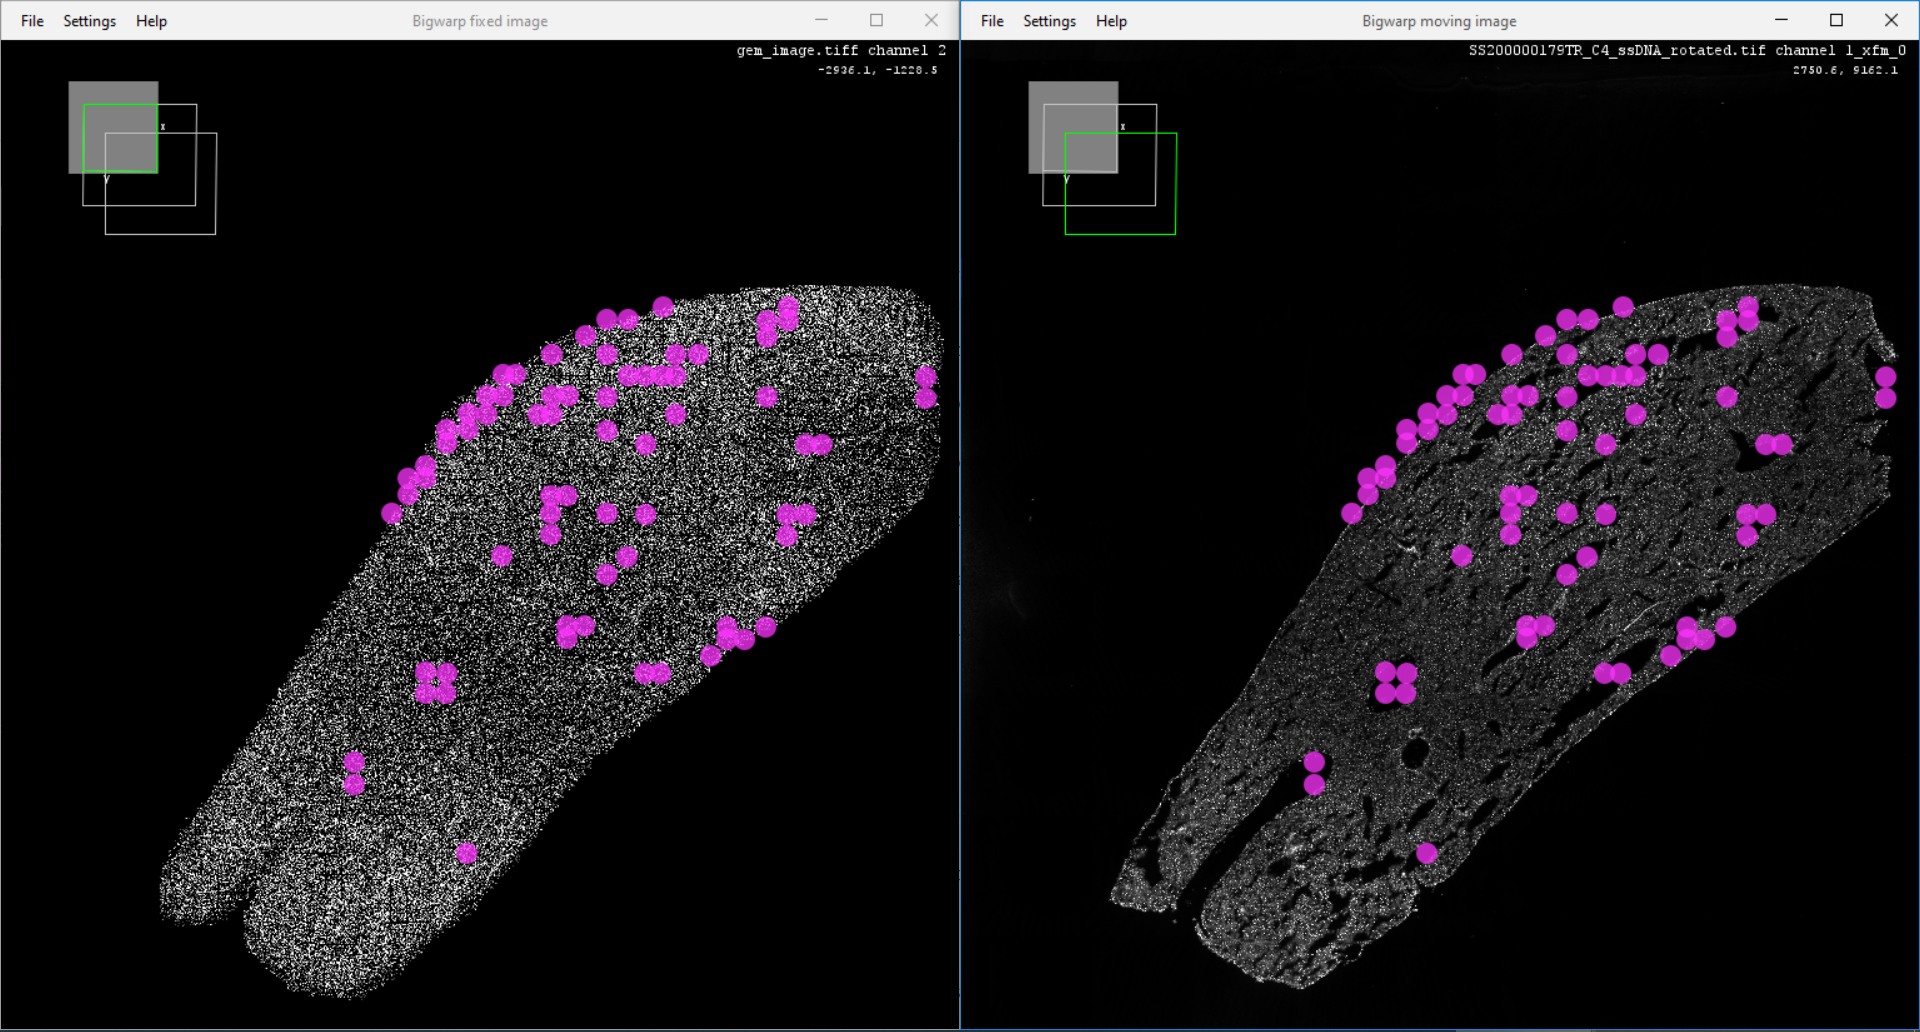 File Settings Help Bigwarp fixed image
gem_image.tiff channel 2
-2936.1, -1228.5
x
y
File Settings Help Bigwarp moving image
SS200000179TR_C4_ssDNA_rotated.tif channel 1_xfm_0
2750.6, 9162.1
x
y